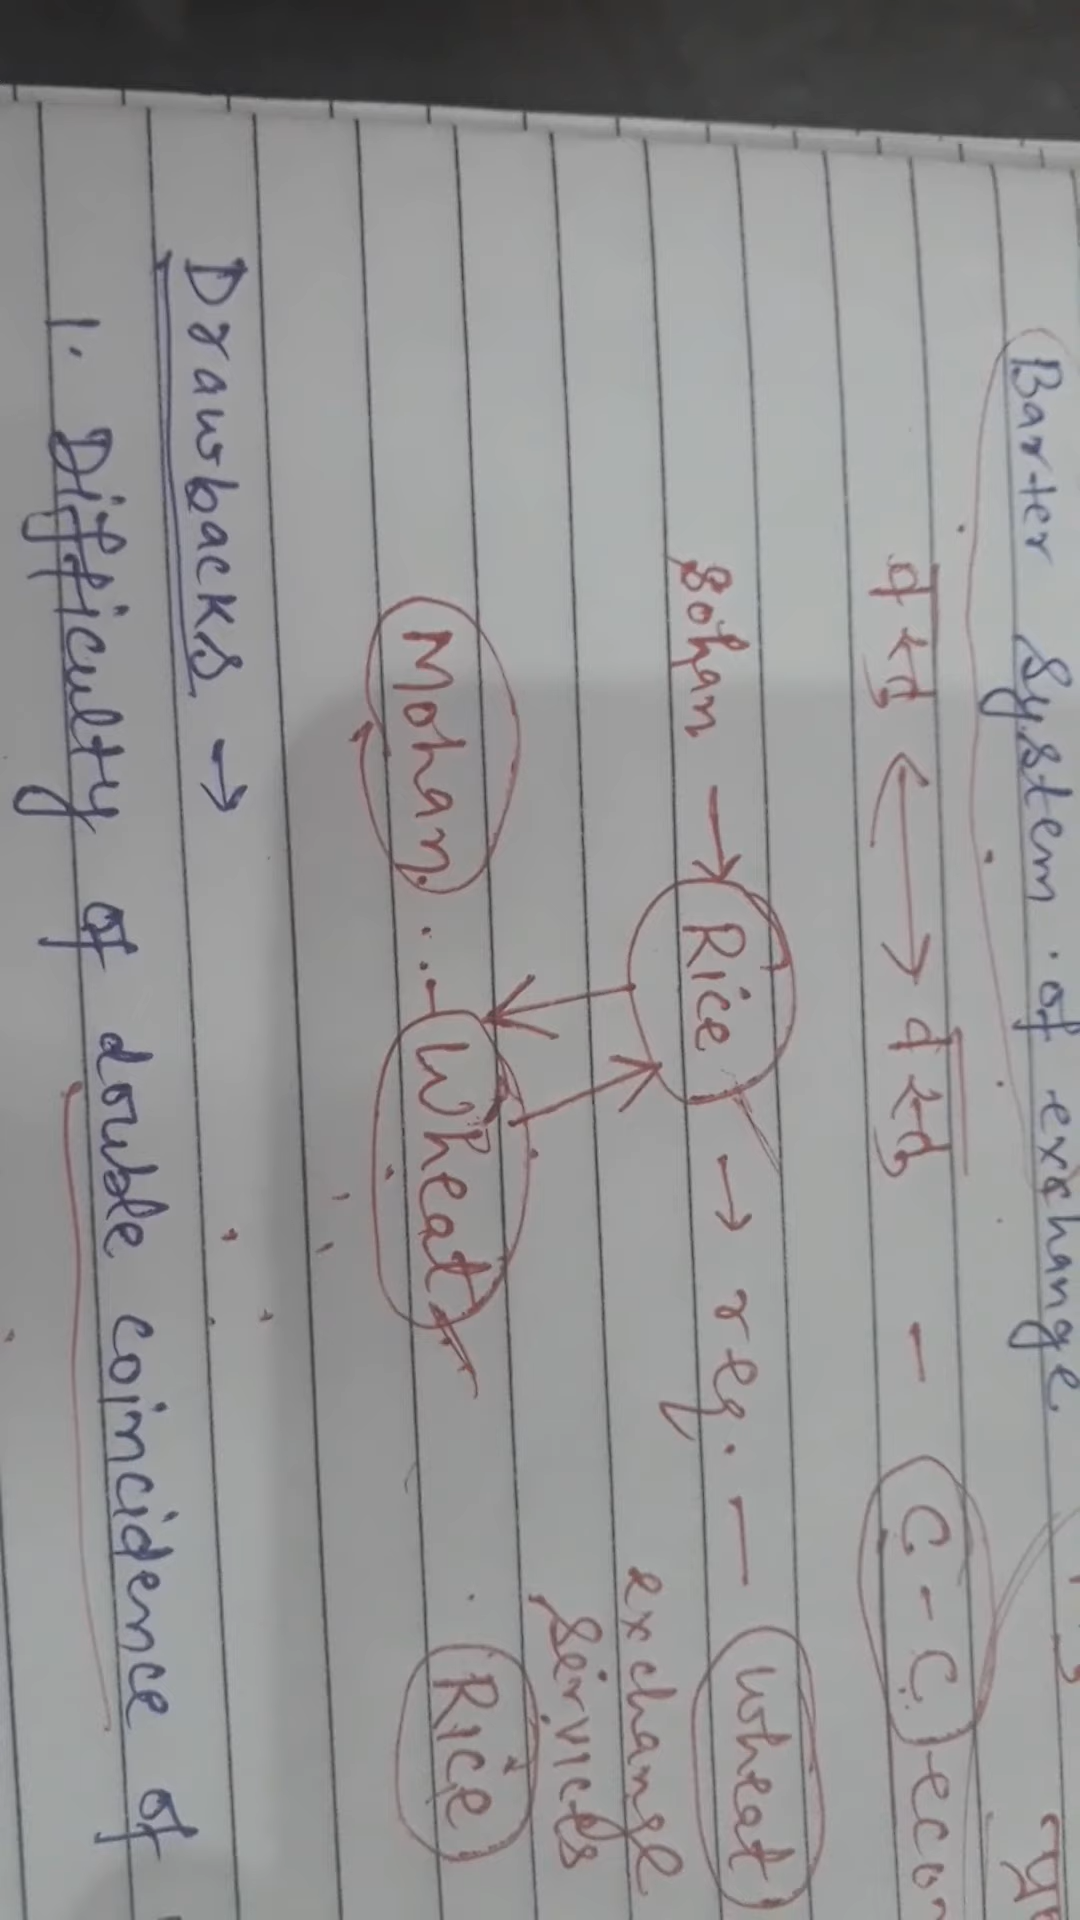 Barter System of exchange
वस्तु ↔ वस्तु - C-C econ
Sohan → Rice → req. - wheat
exchange
Services
Mohan - Wheat Rice
Drawbacks →
1. Difficulty of double coincidence of